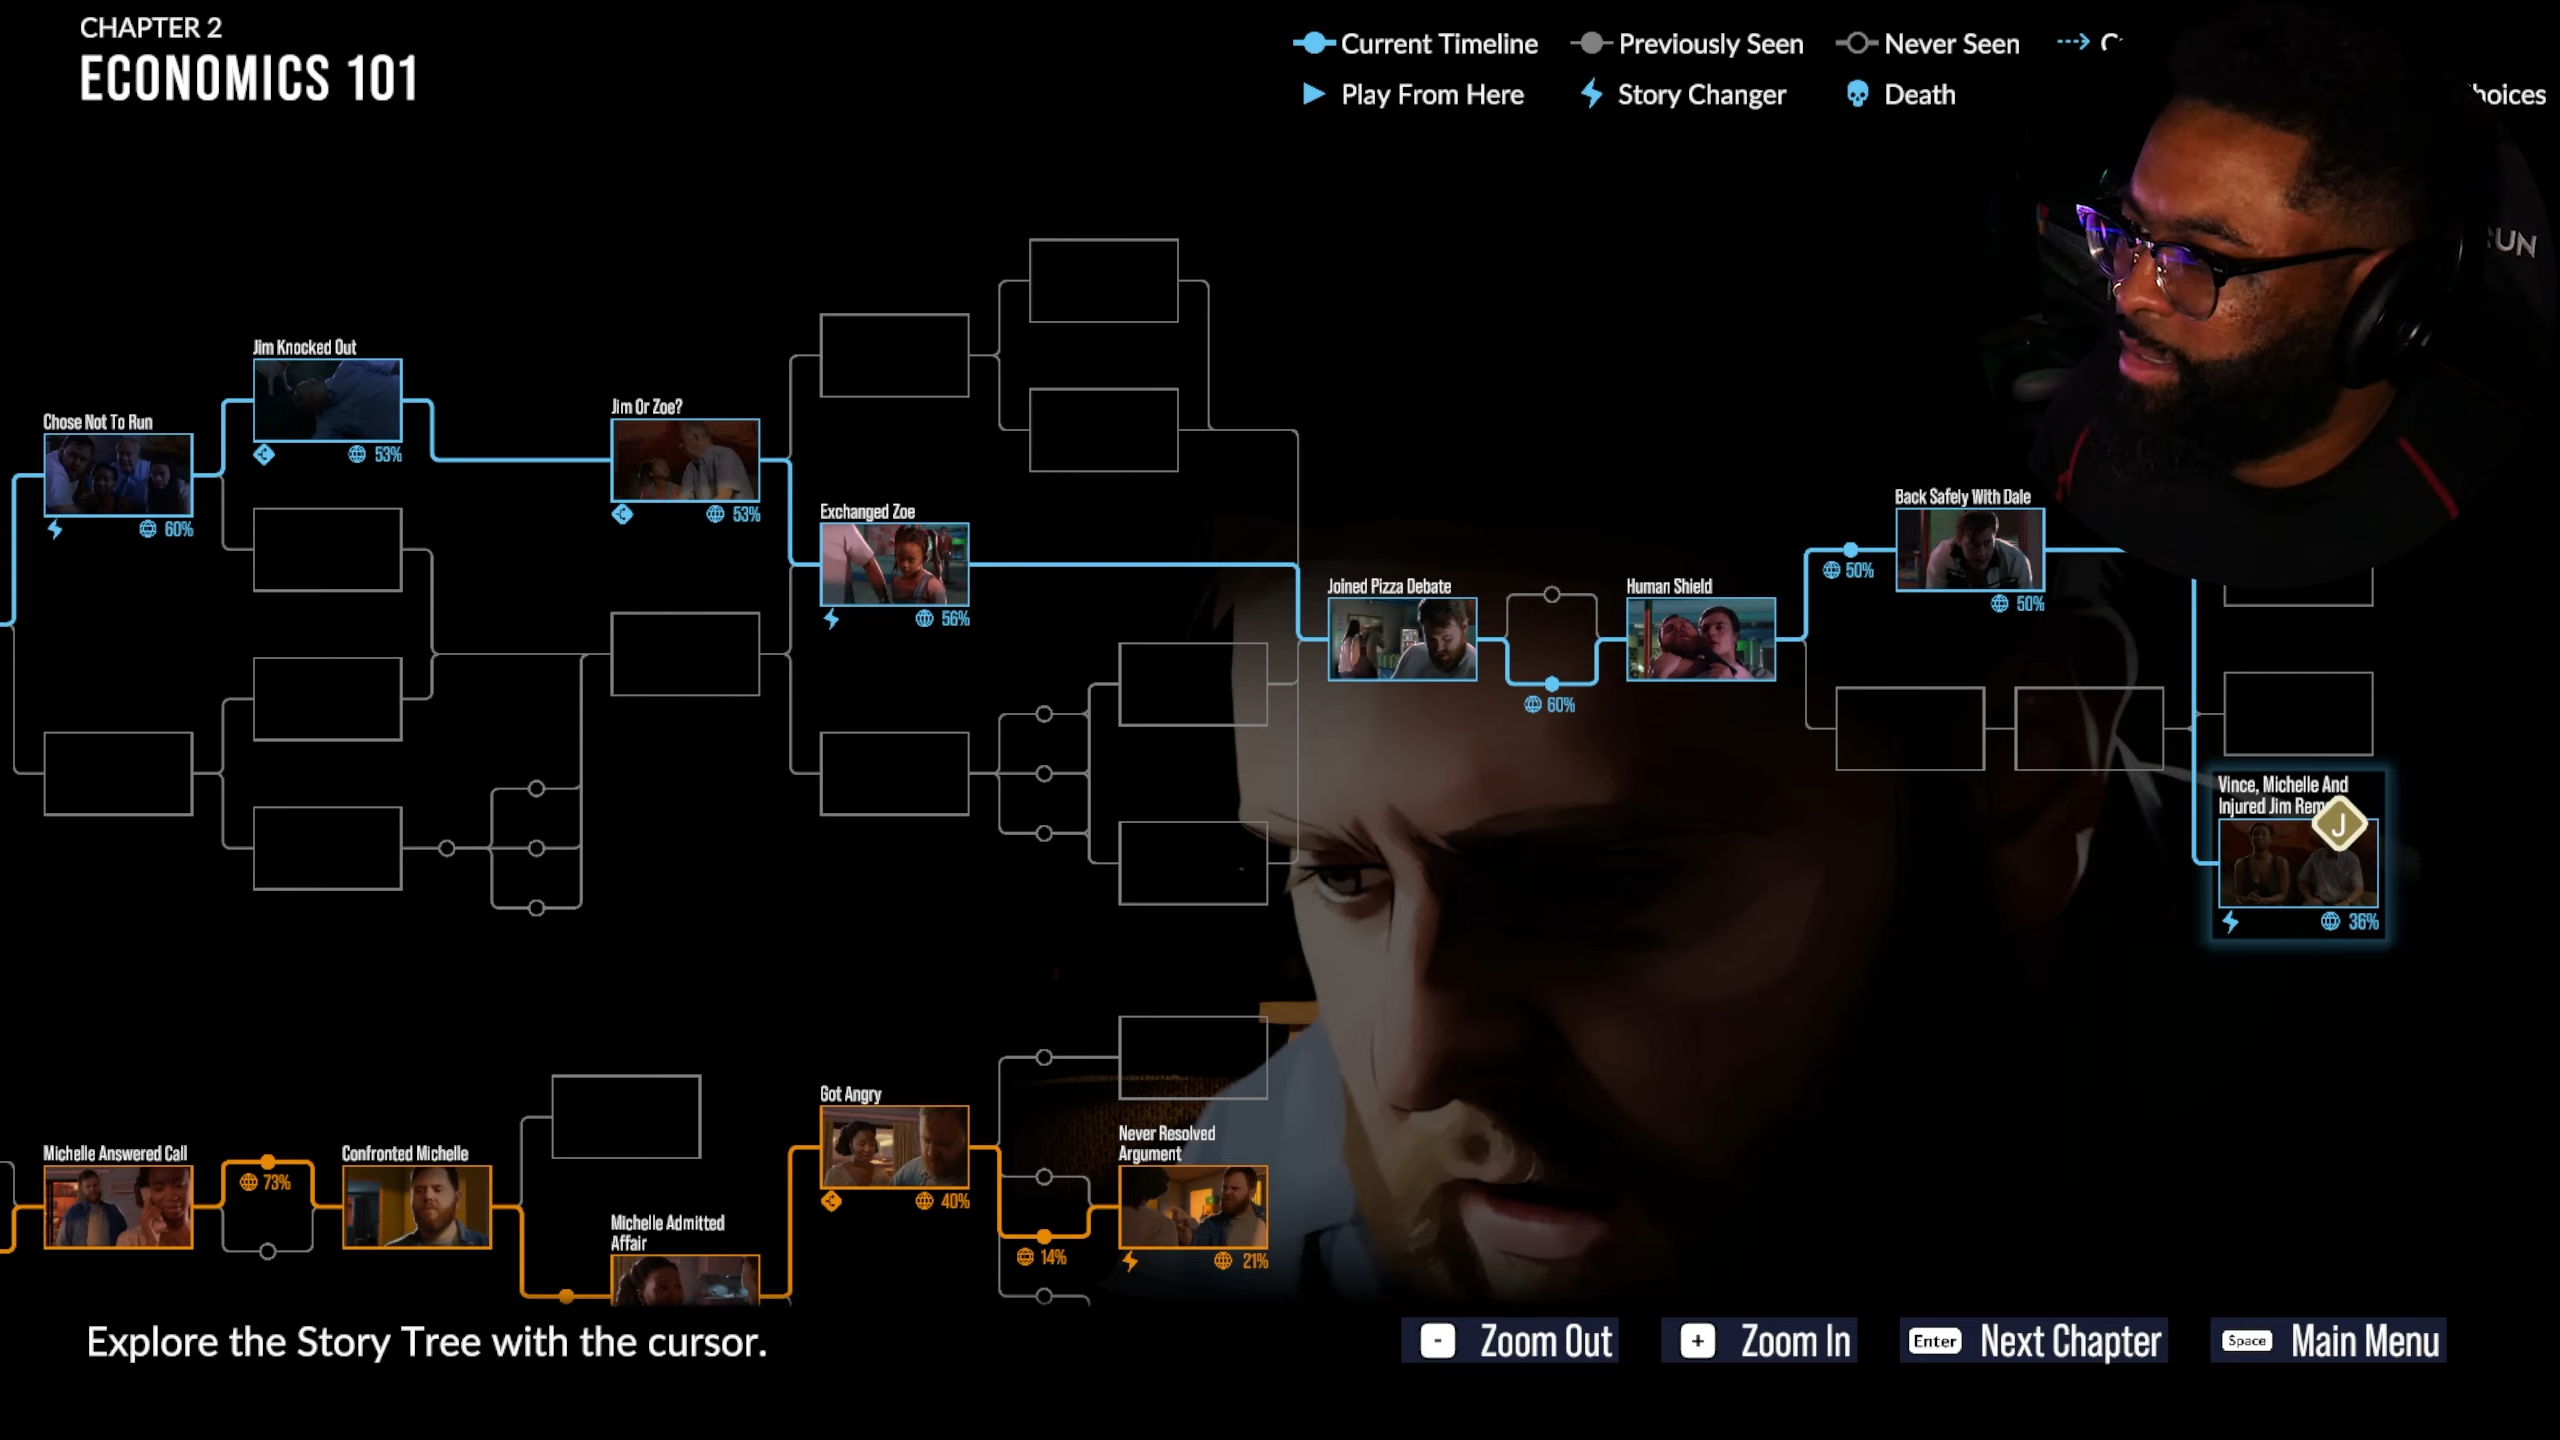 CHAPTER 2
ECONOMICS 101
Current Timeline
Previously Seen
Never Seen
Play From Here
Story Changer
Death
UN
Jim Knocked Out
53%
Chose Not To Run
60%
Jim Or Zoe?
53%
Exchanged Zoe
56%
Joined Pizza Debate
60%
Human Shield
50%
Back Safely With Dale
50%
Vince, Michelle And
Injured Jim
J
36%
Michelle Answered Call
73%
Confronted Michelle
Michelle Admitted
Affair
Got Angry
40%
14%
Never Resolved
Argument
21%
Explore the Story Tree with the cursor.
- Zoom Out
+ Zoom In
Enter Next Chapter
Space Main Menu